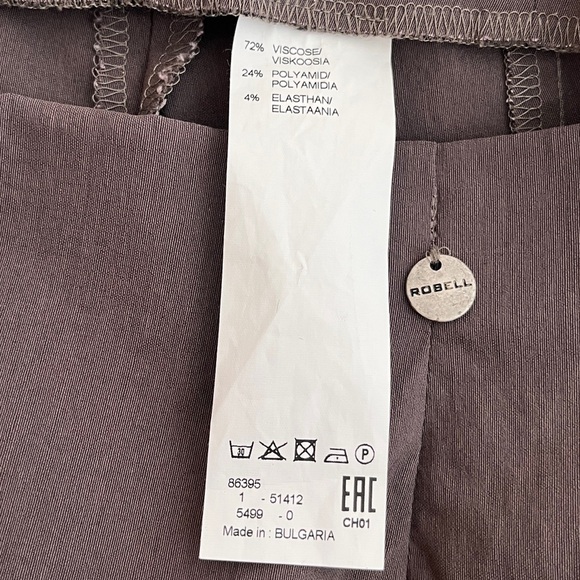 72% VISCOSE/
VISKOOSIA
24% POLYAMID/
POLYAMIDIA
4% ELASTHAN/
ELASTAANIA
ROBELL
30
P
86395
1 - 51412
5499 - 0
Made in : BULGARIA
EAC
CH01